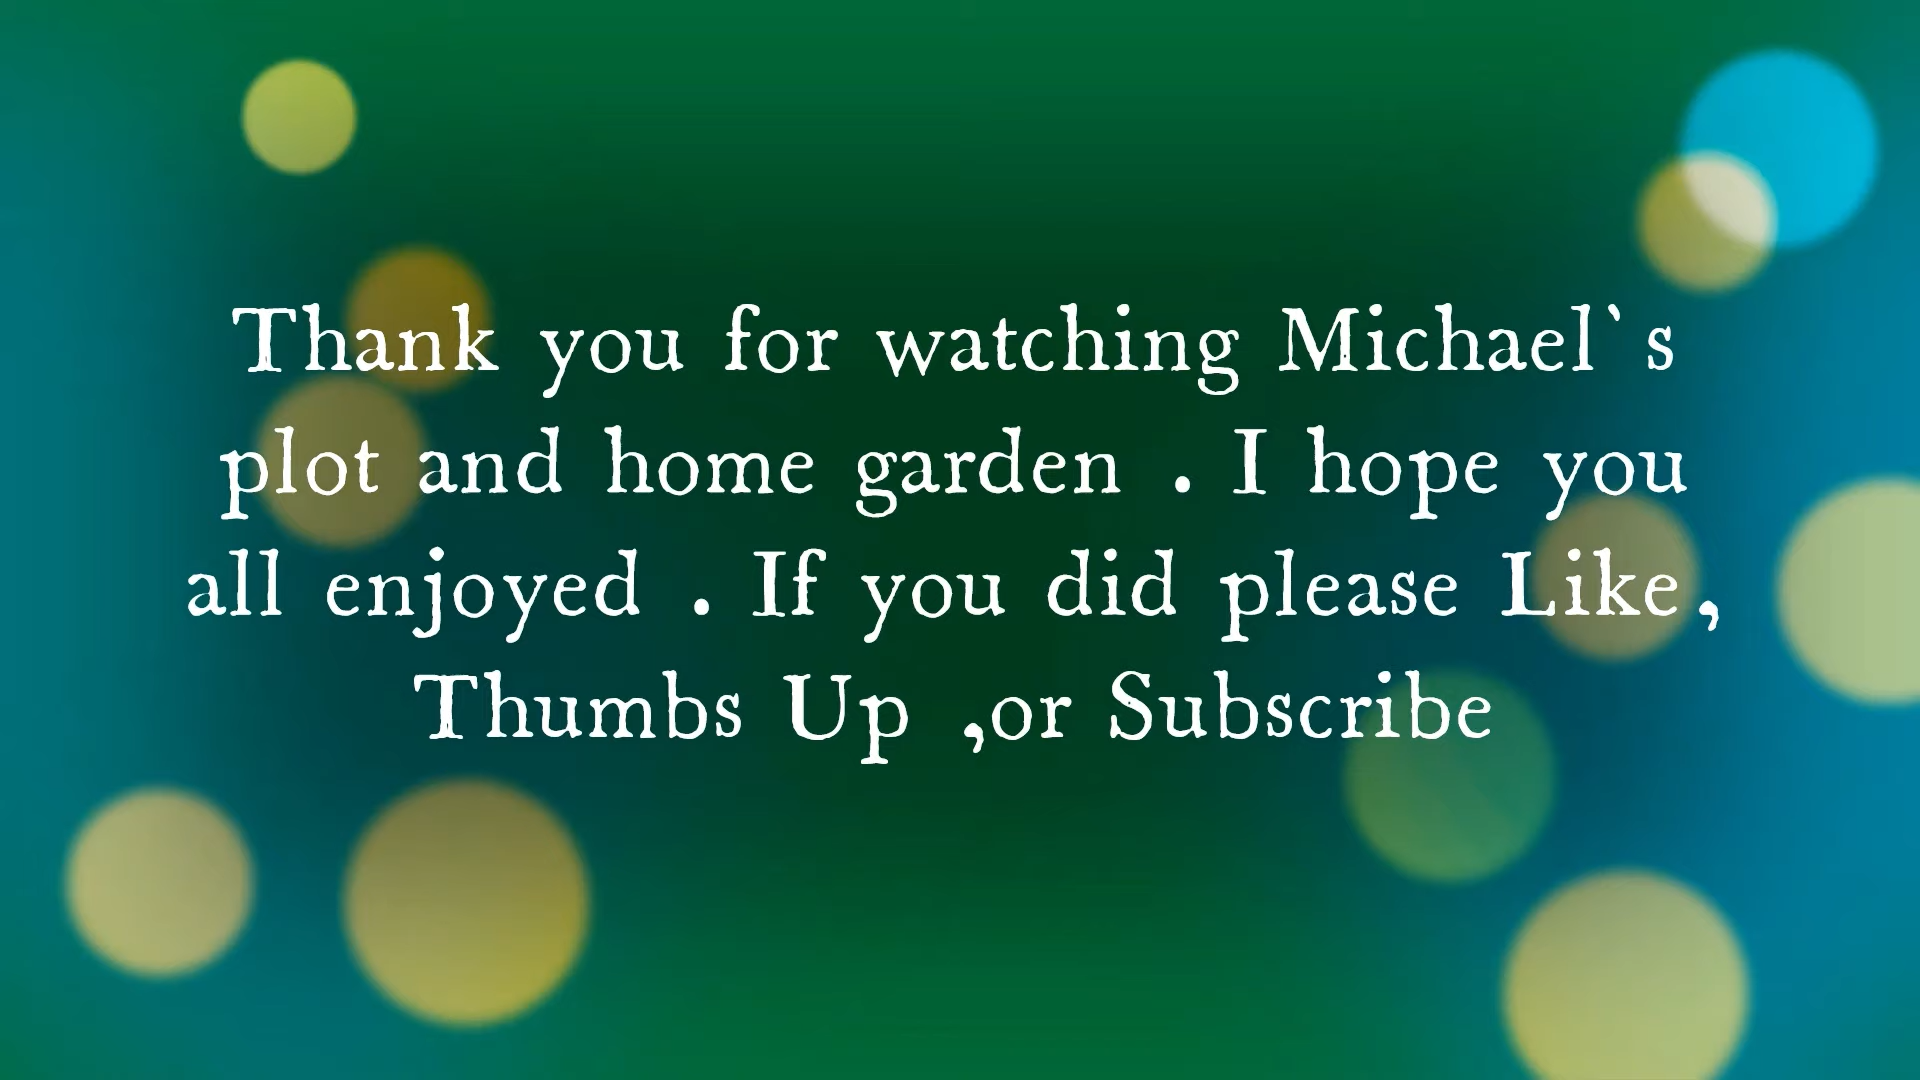 Thank you for watching Michael`s
plot and home garden . I hope you
all enjoyed . If you did please Like,
Thumbs Up ,or Subscribe